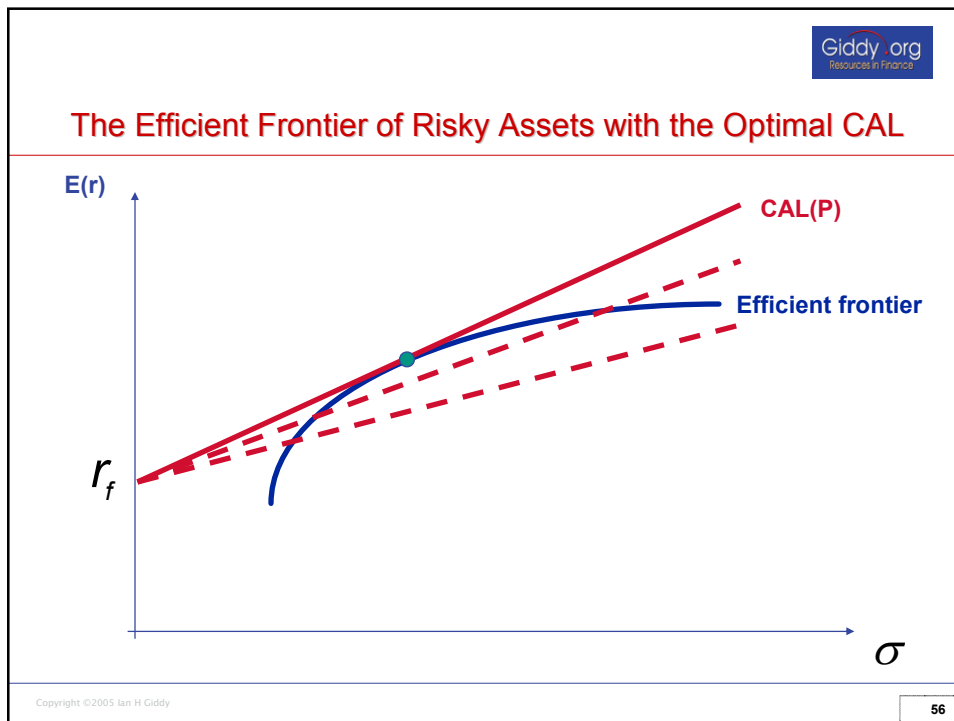 Giddy.org
Resources in Finance
The Efficient Frontier of Risky Assets with the Optimal CAL
E(r)
CAL(P)
Efficient frontier
rf
σ
Copyright ©2005 Ian H Giddy
56